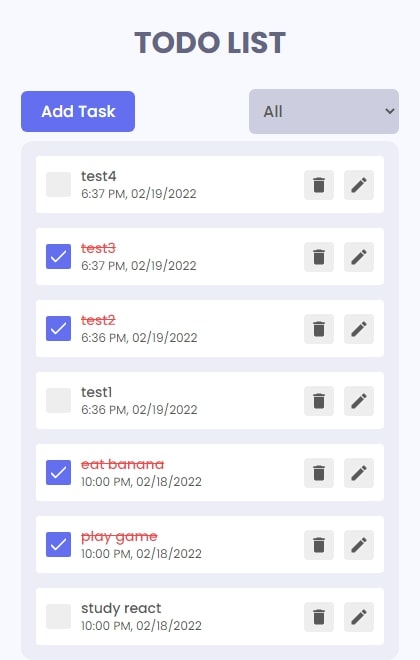 TODO LIST
Add Task
All
test4
6:37 PM, 02/19/2022
test3
6:37 PM, 02/19/2022
test2
6:36 PM, 02/19/2022
test1
6:36 PM, 02/19/2022
eat banana
10:00 PM, 02/18/2022
play game
10:00 PM, 02/18/2022
study react
10:00 PM, 02/18/2022